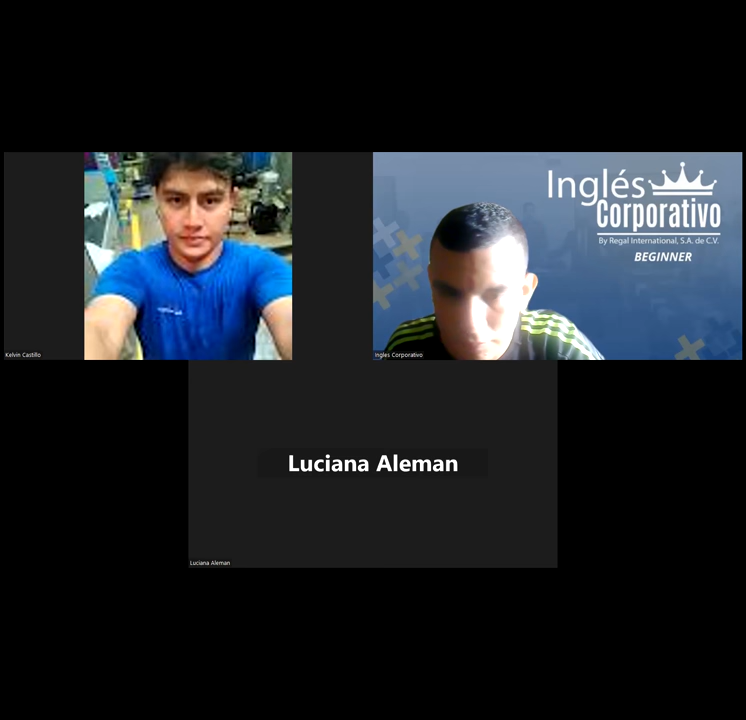 Inglés
Corporativo
By Regal International, S.A. de C.V.
BEGINNER
Kelvin Castillo
Ingles Corporativo
Luciana Aleman
Luciana Aleman